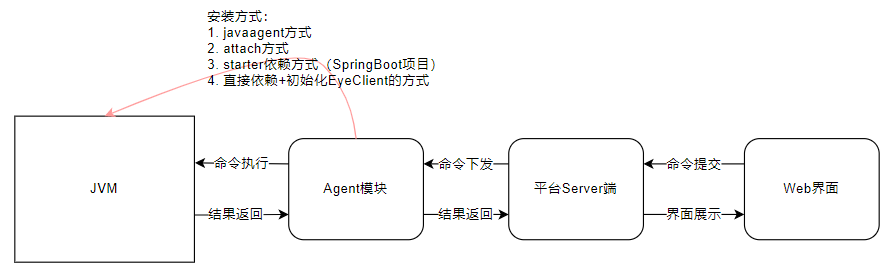 安装方式：
1. javaagent方式
2. attach方式
3. starter依赖方式（SpringBoot项目）
4. 直接依赖+初始化EyeClient的方式
命令执行
命令下发
命令提交
JVM
Agent模块
平台Server端
Web界面
结果返回
结果返回
界面展示